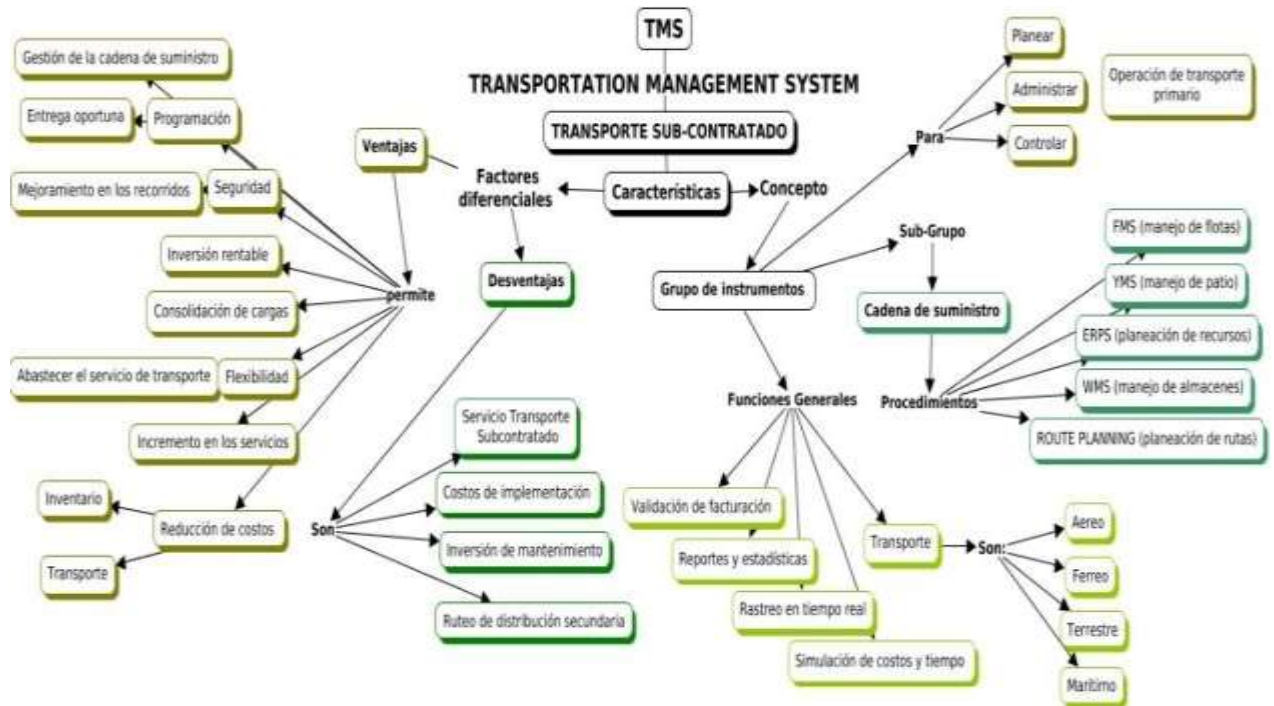 TMS
TRANSPORTATION MANAGEMENT SYSTEM
TRANSPORTE SUB-CONTRATADO
Características
Factores
diferenciales
Concepto
Ventajas
permite
Gestión de la cadena de suministro
Entrega oportuna
Programación
Mejoramiento en los recorridos
Seguridad
Inversión rentable
Consolidación de cargas
Abastecer el servicio de transporte
Flexibilidad
Incremento en los servicios
Reducción de costos
Inventario
Transporte
Desventajas
Son
Servicio Transporte
Subcontratado
Costos de implementación
Inversión de mantenimiento
Ruteo de distribución secundaria
Grupo de instrumentos
Para
Planear
Administrar
Controlar
Operación de transporte
primario
Sub-Grupo
Cadena de suministro
Procedimientos
FMS (manejo de flotas)
YMS (manejo de patio)
ERPS (planeación de recursos)
WMS (manejo de almacenes)
ROUTE PLANNING (planeación de rutas)
Funciones Generales
Validación de facturación
Reportes y estadísticas
Rastreo en tiempo real
Simulación de costos y tiempo
Transporte
Son:
Aereo
Ferreo
Terrestre
Marítimo